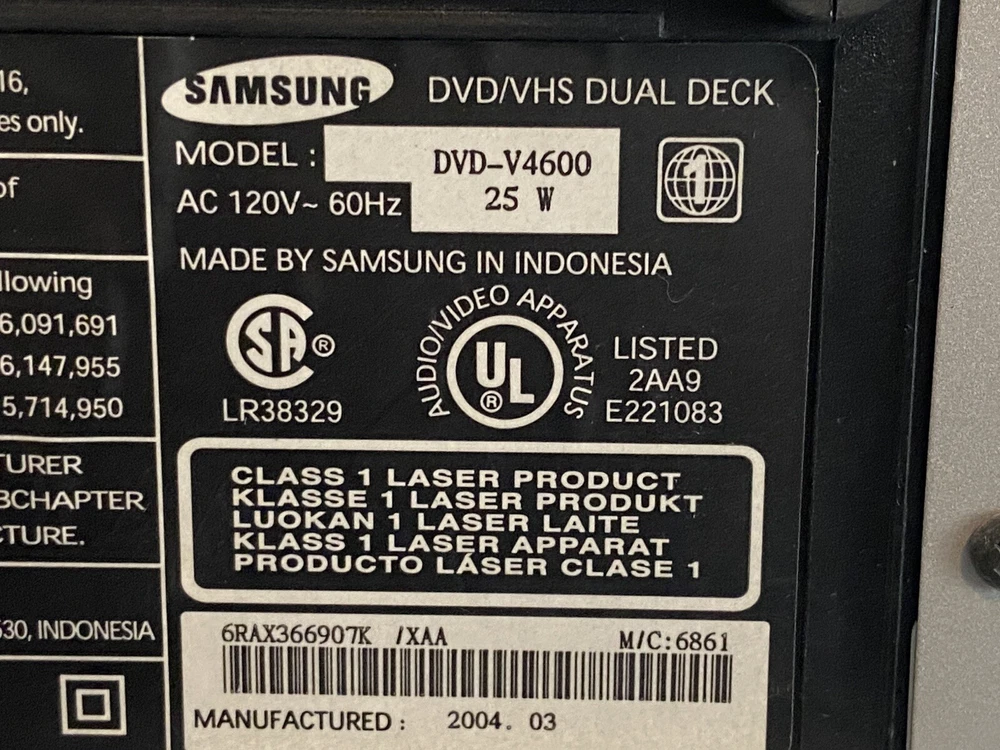 16,
es only.
of
llowing
6,091,691
6,147,955
5,714,950
TURER
BCHAPTER
CTURE.
530, INDONESIA
SAMSUNG DVD/VHS DUAL DECK
MODEL : DVD-V4600
AC 120V~ 60Hz 25 W
1
MADE BY SAMSUNG IN INDONESIA
SA ®
LR38329
AUDIO/VIDEO APPARATUS
UL ®
LISTED
2AA9
E221083
CLASS 1 LASER PRODUCT
KLASSE 1 LASER PRODUKT
LUOKAN 1 LASER LAITE
KLASS 1 LASER APPARAT
PRODUCTO LÁSER CLASE 1
6RAX366907K /XAA M/C:6861
MANUFACTURED : 2004. 03